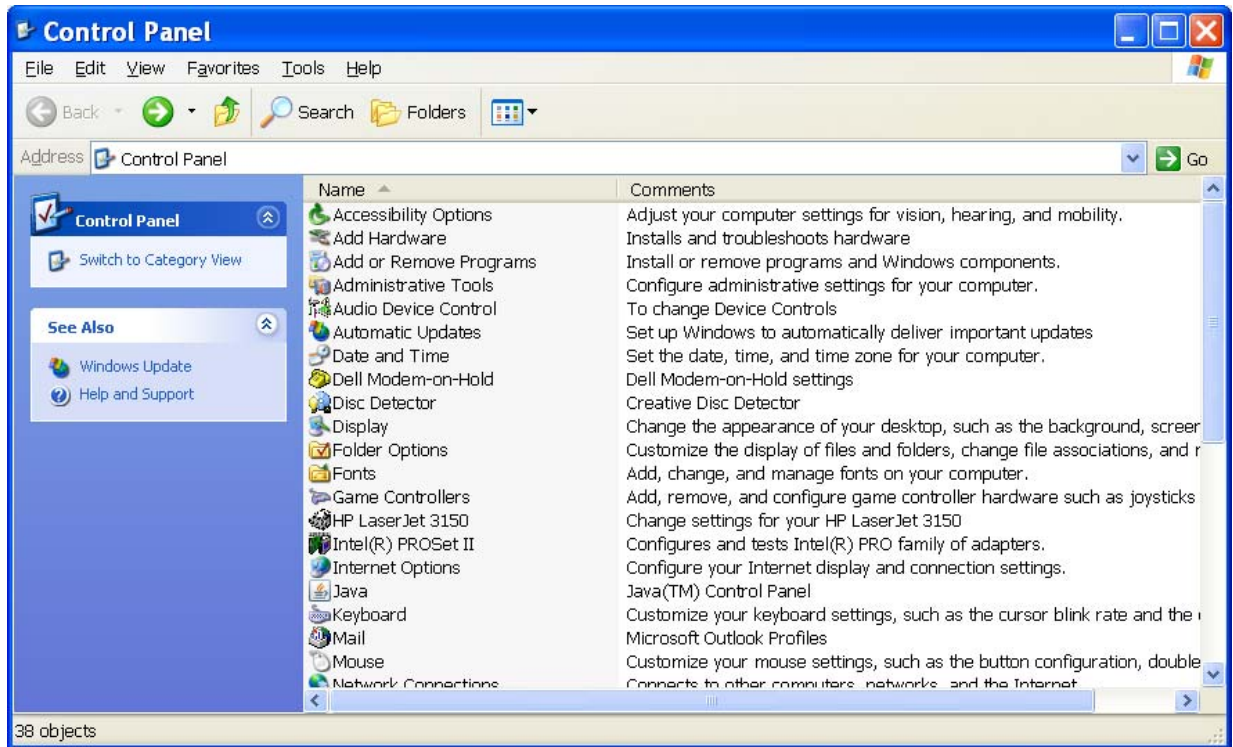 Control Panel
File Edit View Favorites Tools Help
Back Search Folders
Address Control Panel Go
Control Panel
Switch to Category View
See Also
Windows Update
Help and Support
Name Comments
Accessibility Options Adjust your computer settings for vision, hearing, and mobility.
Add Hardware Installs and troubleshoots hardware
Add or Remove Programs Install or remove programs and Windows components.
Administrative Tools Configure administrative settings for your computer.
Audio Device Control To change Device Controls
Automatic Updates Set up Windows to automatically deliver important updates
Date and Time Set the date, time, and time zone for your computer.
Dell Modem-on-Hold Dell Modem-on-Hold settings
Disc Detector Creative Disc Detector
Display Change the appearance of your desktop, such as the background,
Folder Options Customize the display of files and folders, change file associations, and
Fonts Add, change, and manage fonts on your computer.
Game Controllers Add, remove, and configure game controller hardware such as joysticks
HP LaserJet 3150 Change settings for your HP LaserJet 3150
Intel(R) PROSet II Configures and tests Intel(R) PRO family of adapters.
Internet Options Configure your Internet display and connection settings.
Java Java(TM) Control Panel
Keyboard Customize your keyboard settings, such as the cursor blink rate and the
Mail Microsoft Outlook Profiles
Mouse Customize your mouse settings, such as the button configuration, double
Network Connections Connects to other computers, networks, and the Internet
38 objects